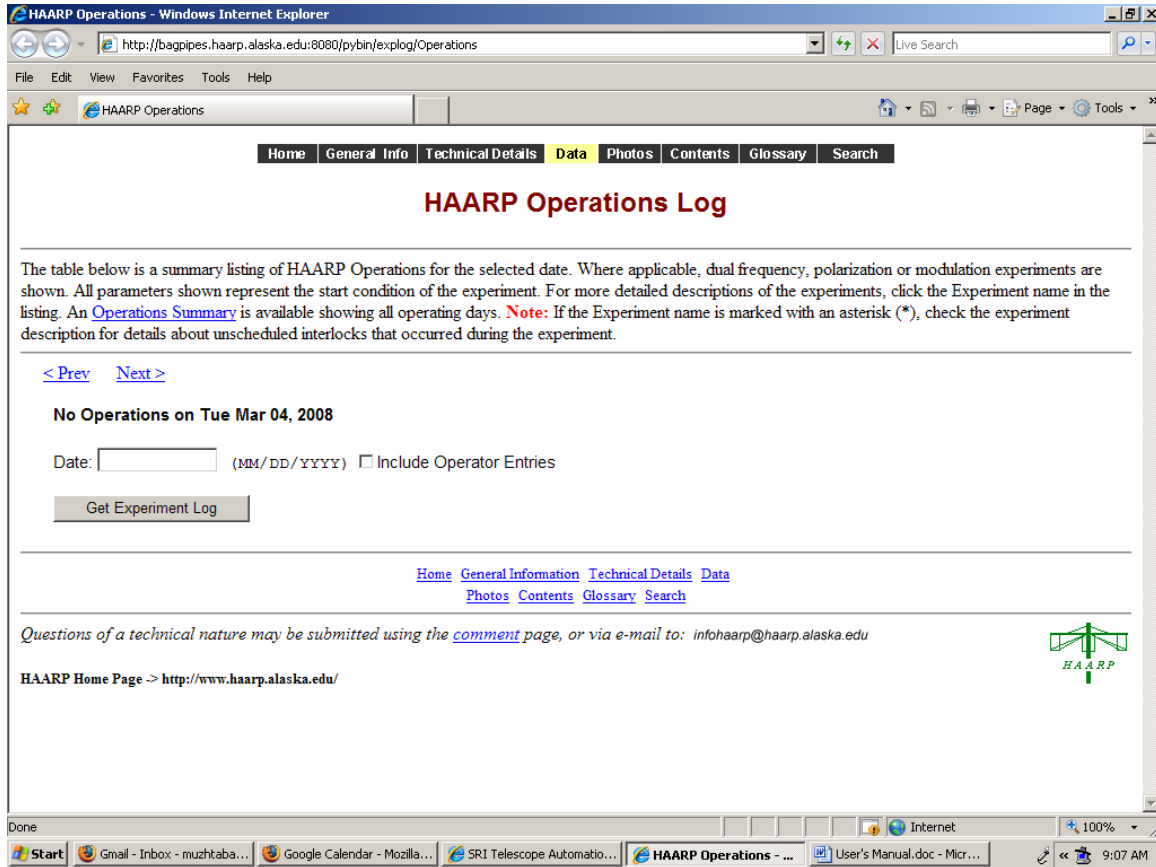 HAARP Operations - Windows Internet Explorer
http://bagpipes.haarp.alaska.edu:8080/pybin/explog/Operations
Live Search
File Edit View Favorites Tools Help
HAARP Operations
Page Tools »
Home General Info Technical Details Data Photos Contents Glossary Search
HAARP Operations Log
The table below is a summary listing of HAARP Operations for the selected date. Where applicable, dual frequency, polarization or modulation experiments are
shown. All parameters shown represent the start condition of the experiment. For more detailed descriptions of the experiments, click the Experiment name in the
listing. An Operations Summary is available showing all operating days. Note: If the Experiment name is marked with an asterisk (*), check the experiment
description for details about unscheduled interlocks that occurred during the experiment.
< Prev Next >
No Operations on Tue Mar 04, 2008
Date: (MM/DD/YYYY) Include Operator Entries
Get Experiment Log
Home General Information Technical Details Data
Photos Contents Glossary Search
Questions of a technical nature may be submitted using the comment page, or via e-mail to: infohaarp@haarp.alaska.edu
HAARP
HAARP Home Page -> http://www.haarp.alaska.edu/
Done Internet 100%
Start Gmail - Inbox - muzhtaba... Google Calendar - Mozilla... SRI Telescope Automatio... HAARP Operations - ... User's Manual.doc - Micr... « 9:07 AM